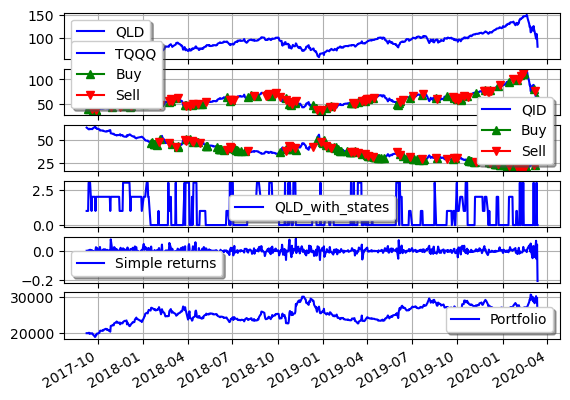 150
100
QLD
TQQQ
Buy
Sell
100
50
QID
Buy
Sell
50
25
2.5
0.0
QLD_with_states
0.0
−0.2
Simple returns
30000
20000
Portfolio
2017-10
2018-01
2018-04
2018-07
2018-10
2019-01
2019-04
2019-07
2019-10
2020-01
2020-04